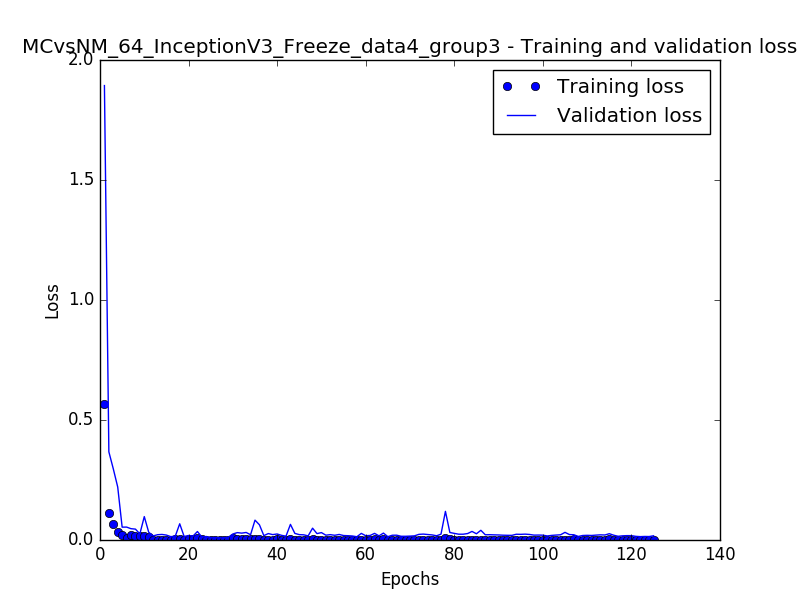 MCvsNM_64_InceptionV3_Freeze_data4_group3 - Training and validation loss
2.0
1.5
1.0
0.5
0.0
Loss
Training loss
Validation loss
0 20 40 60 80 100 120 140
Epochs